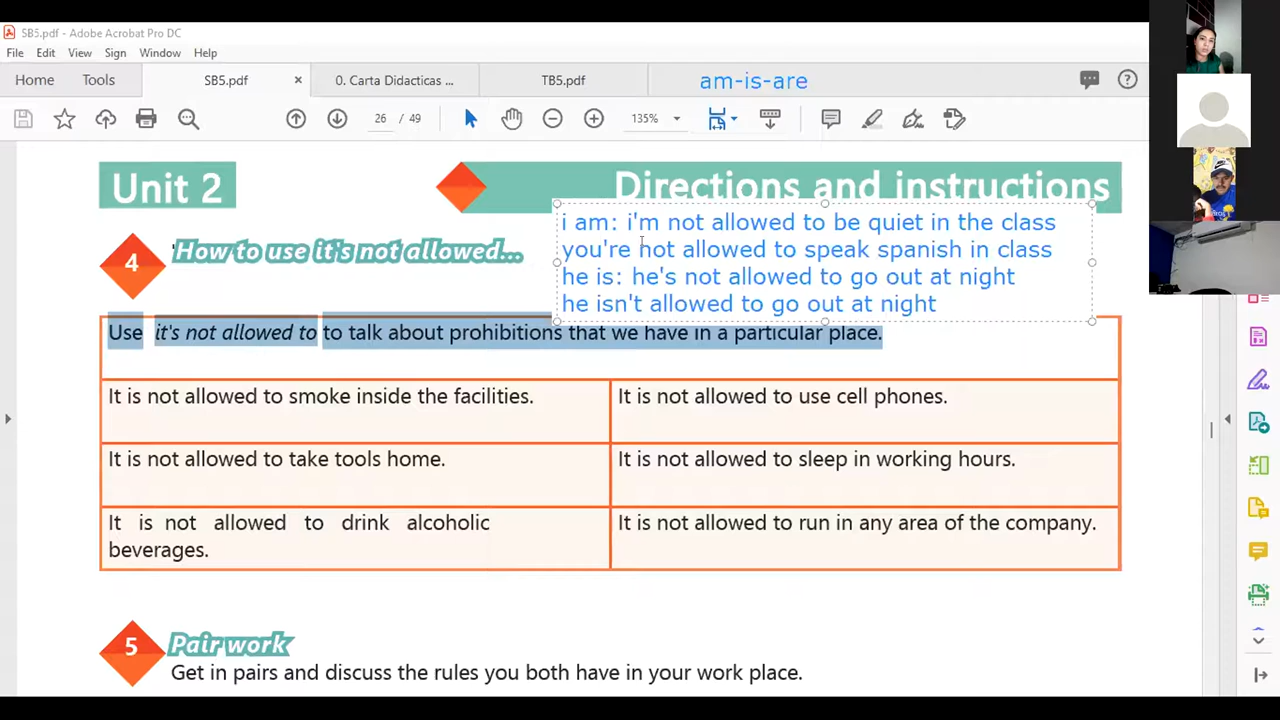 SB5.pdf - Adobe Acrobat Pro DC
File Edit View Sign Window Help
Home Tools SB5.pdf × 0. Carta Didacticas ... TB5.pdf am-is-are
26 / 49 135%
Unit 2 Directions and instructions
i am: i'm not allowed to be quiet in the class
4 How to use it's not allowed...
you're not allowed to speak spanish in class
he is: he's not allowed to go out at night
he isn't allowed to go out at night
Use it's not allowed to to talk about prohibitions that we have in a particular place.
It is not allowed to smoke inside the facilities. It is not allowed to use cell phones.
It is not allowed to take tools home. It is not allowed to sleep in working hours.
It is not allowed to drink alcoholic It is not allowed to run in any area of the company.
beverages.
5 Pair work
Get in pairs and discuss the rules you both have in your work place.